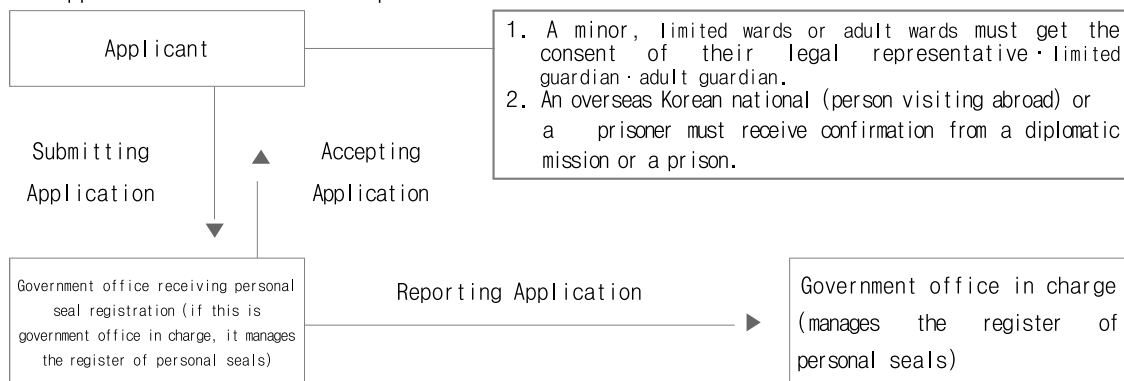 Applicant
1. A minor, limited wards or adult wards must get the
consent of their legal representative · limited
guardian · adult guardian.
2. An overseas Korean national (person visiting abroad) or
a prisoner must receive confirmation from a diplomatic
mission or a prison.
Submitting
Application
Accepting
Application
Government office receiving personal
seal registration (if this is
government office in charge, it manages
the register of personal seals)
Reporting Application
Government office in charge
(manages the register of
personal seals)